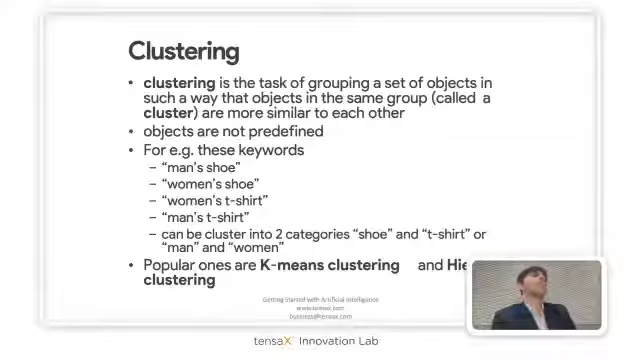 Clustering
• clustering is the task of grouping a set of objects in
such a way that objects in the same group (called a
cluster) are more similar to each other
• objects are not predefined
• For e.g. these keywords
– "man's shoe"
– "women's shoe"
– "women's t-shirt"
– "man's t-shirt"
– can be cluster into 2 categories "shoe" and "t-shirt" or
"man" and "women"
• Popular ones are K-means clustering and Hie
clustering
Getting Started with Artificial Intelligence
www.tensax.com
business@tensax.com
tensaX Innovation Lab